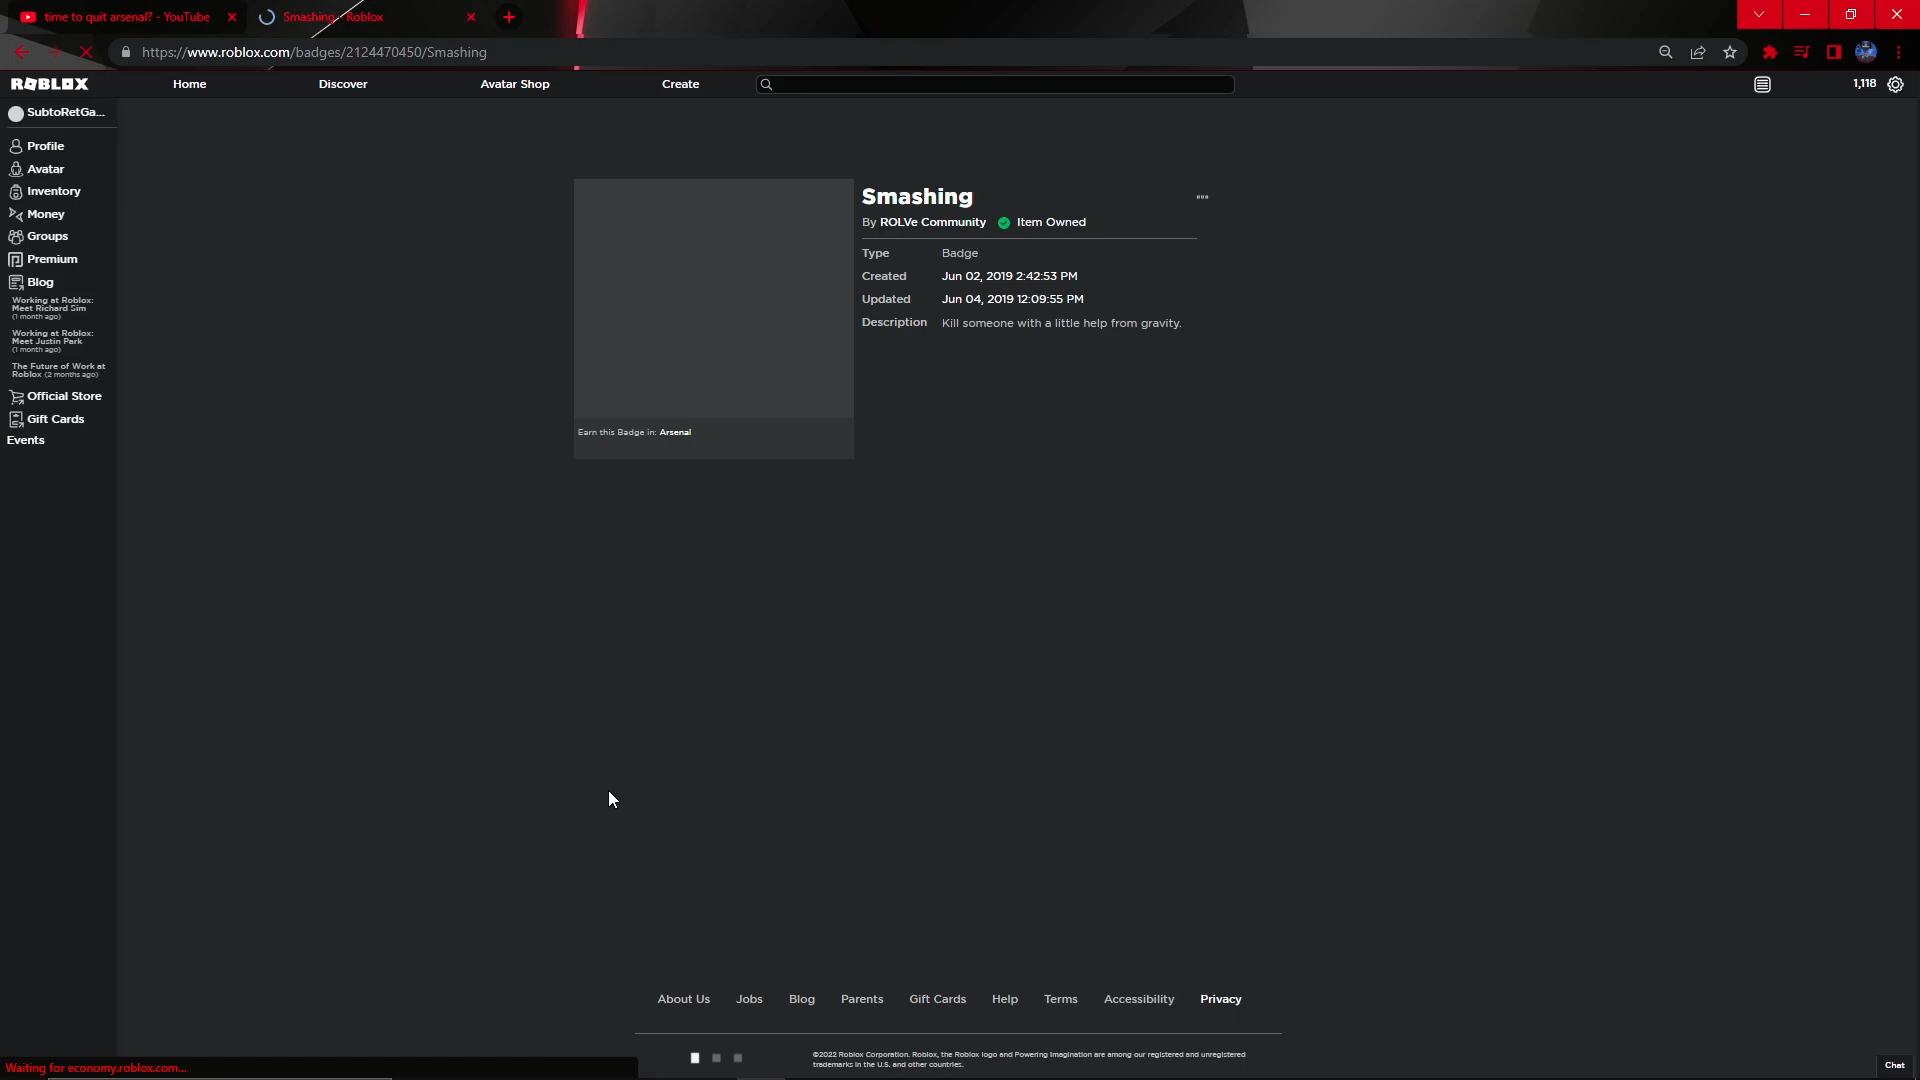 time to quit arsenal? - YouTube
Smashing - Roblox
https://www.roblox.com/badges/2124470450/Smashing
ROBLOX
Home
Discover
Avatar Shop
Create
1,118
SubtoRetGa...
Profile
Avatar
Inventory
Money
Groups
Premium
Blog
Working at Roblox:
Meet Richard Sim
(1 month ago)
Working at Roblox:
Meet Justin Park
(1 month ago)
The Future of Work at
Roblox (2 months ago)
Official Store
Gift Cards
Events
Smashing
By ROLVe Community Item Owned
Type Badge
Created Jun 02, 2019 2:42:53 PM
Updated Jun 04, 2019 12:09:55 PM
Description Kill someone with a little help from gravity.
Earn this Badge in: Arsenal
About Us Jobs Blog Parents Gift Cards Help Terms Accessibility Privacy
©2022 Roblox Corporation. Roblox, the Roblox logo and Powering Imagination are among our registered and unregistered
trademarks in the U.S. and other countries.
Waiting for economy.roblox.com...
Chat